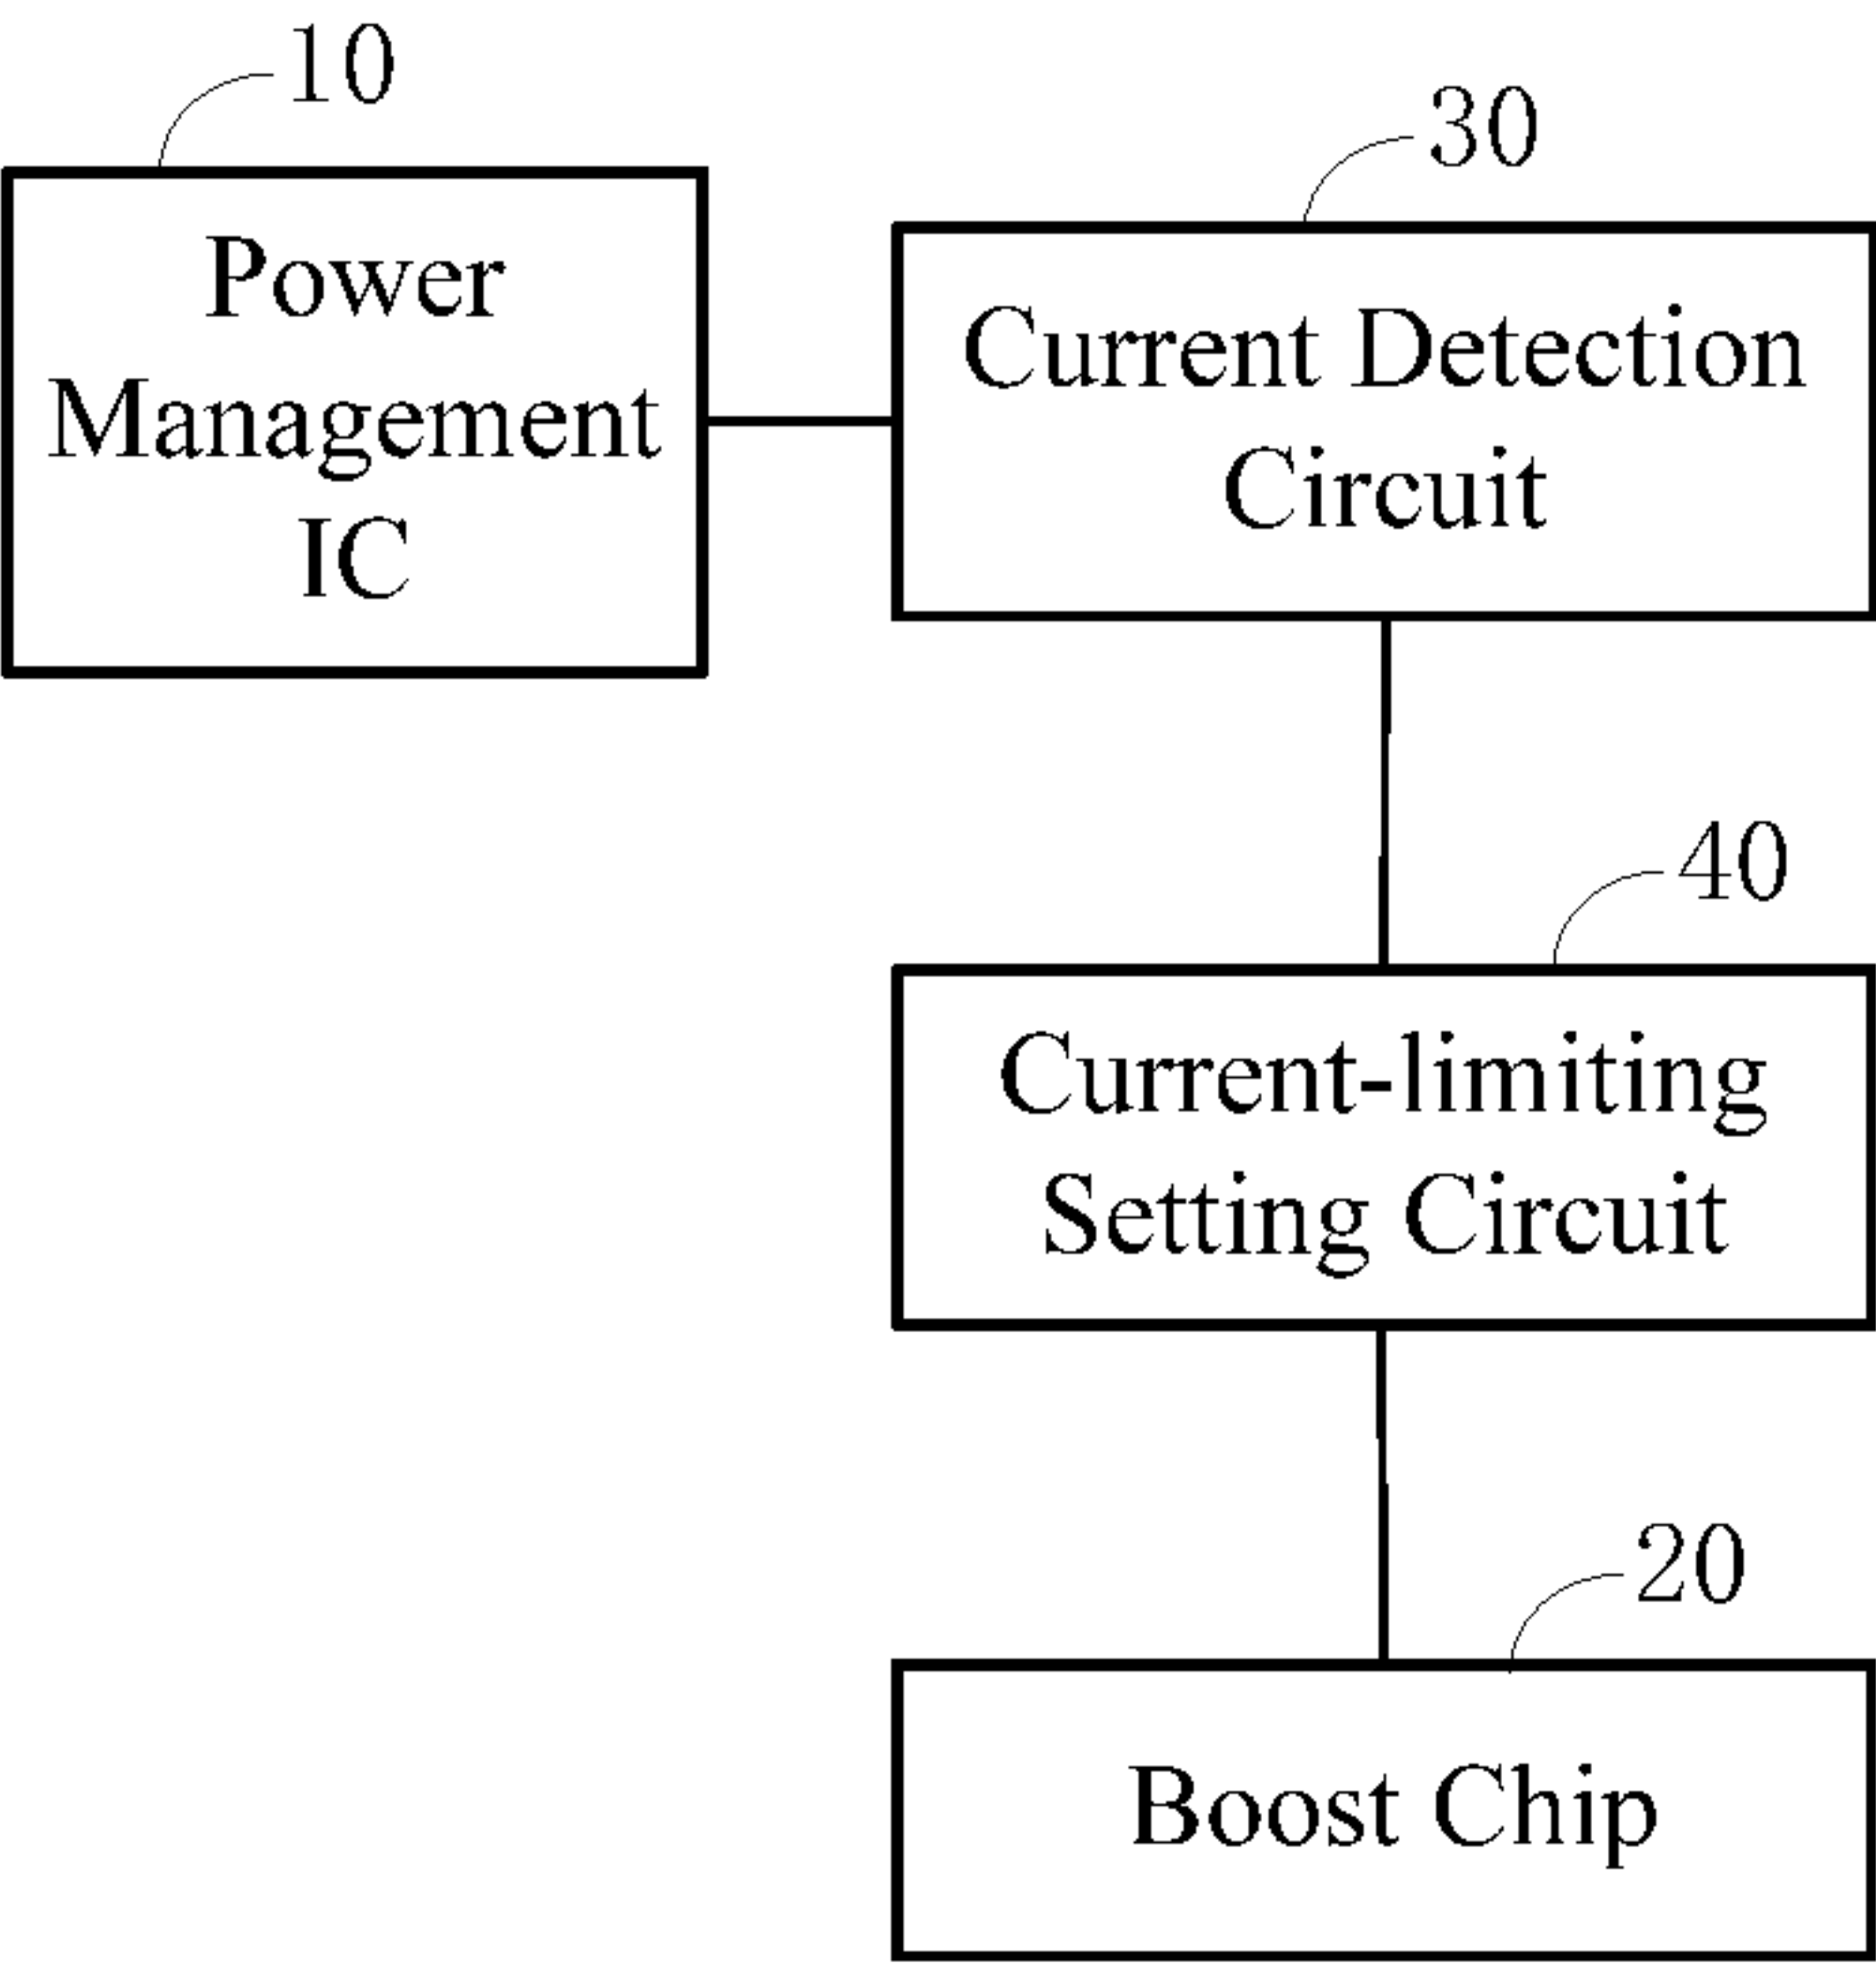 10
Power
Management
IC
30
Current Detection
Circuit
40
Current-limiting
Setting Circuit
20
Boost Chip